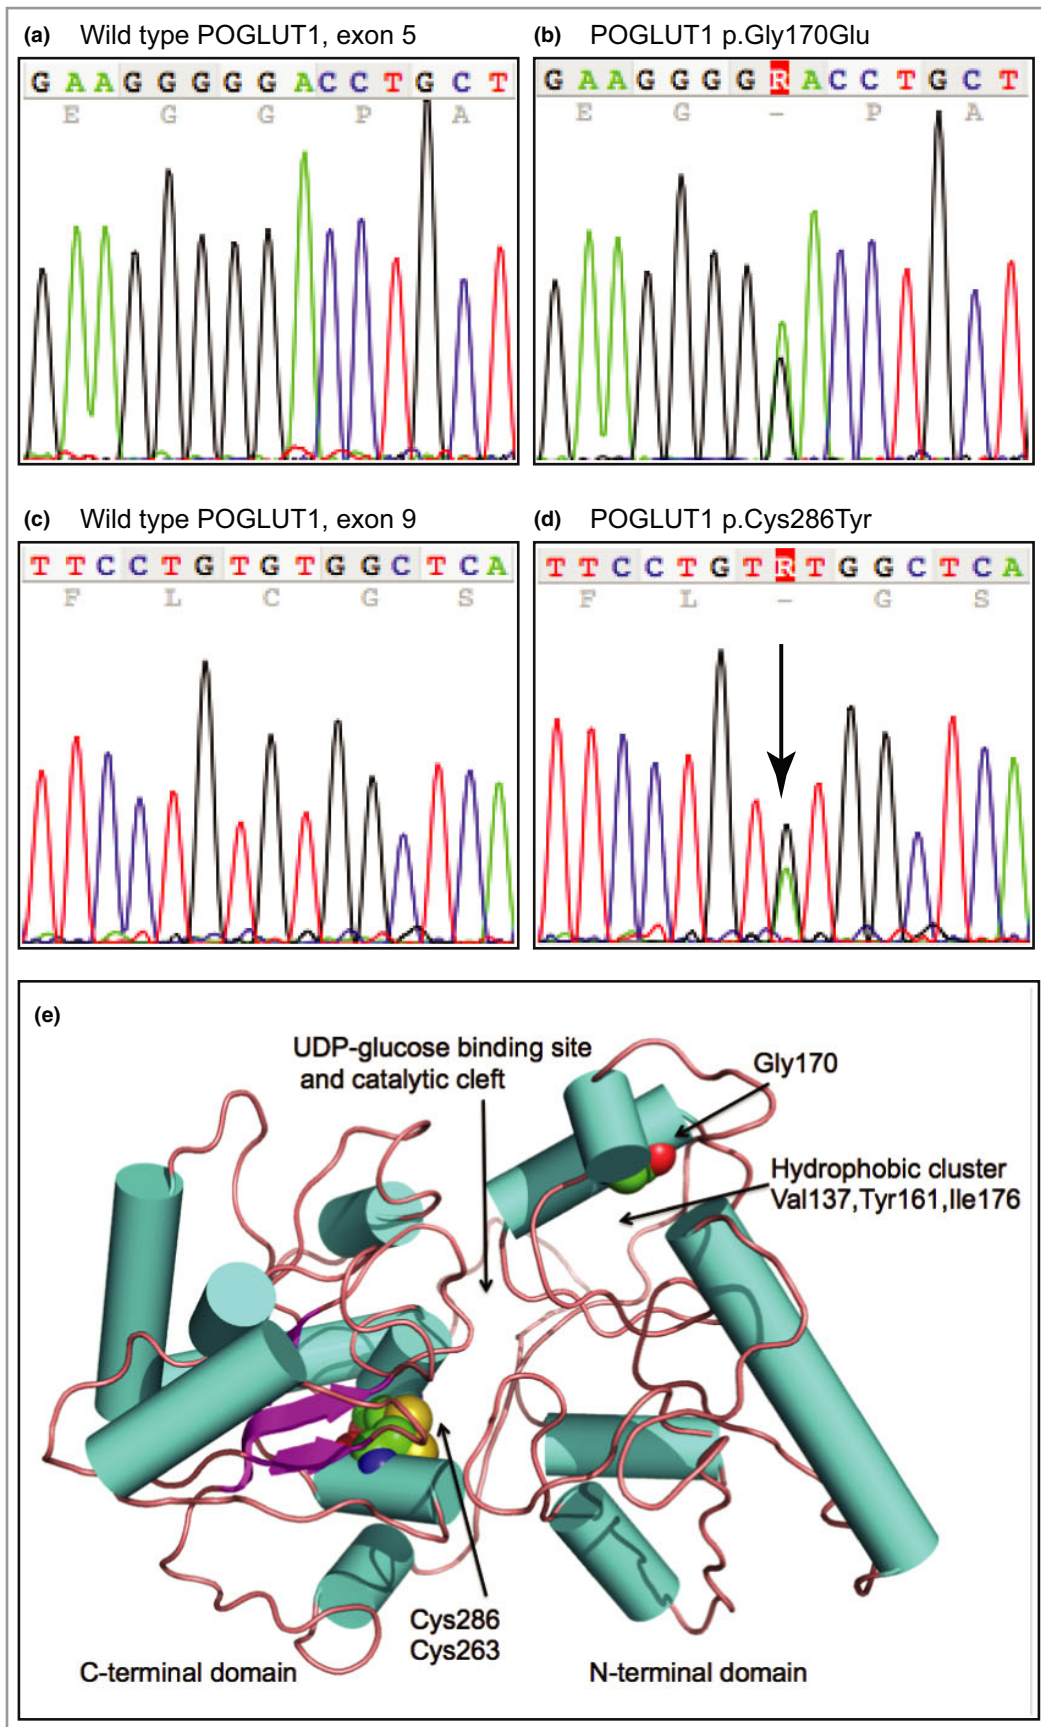 (a) Wild type POGLUT1, exon 5
G A A G G G G G A C C T G C T
E G G P A
(b) POGLUT1 p.Gly170Glu
G A A G G G G R A C C T G C T
E G – P A
(c) Wild type POGLUT1, exon 9
T T C C T G T G T G G C T C A
F L C G S
(d) POGLUT1 p.Cys286Tyr
T T C C T G T R T G G C T C A
F L – G S
(e)
UDP-glucose binding site
and catalytic cleft
Gly170
Hydrophobic cluster
Val137,Tyr161,Ile176
Cys286
Cys263
C-terminal domain
N-terminal domain